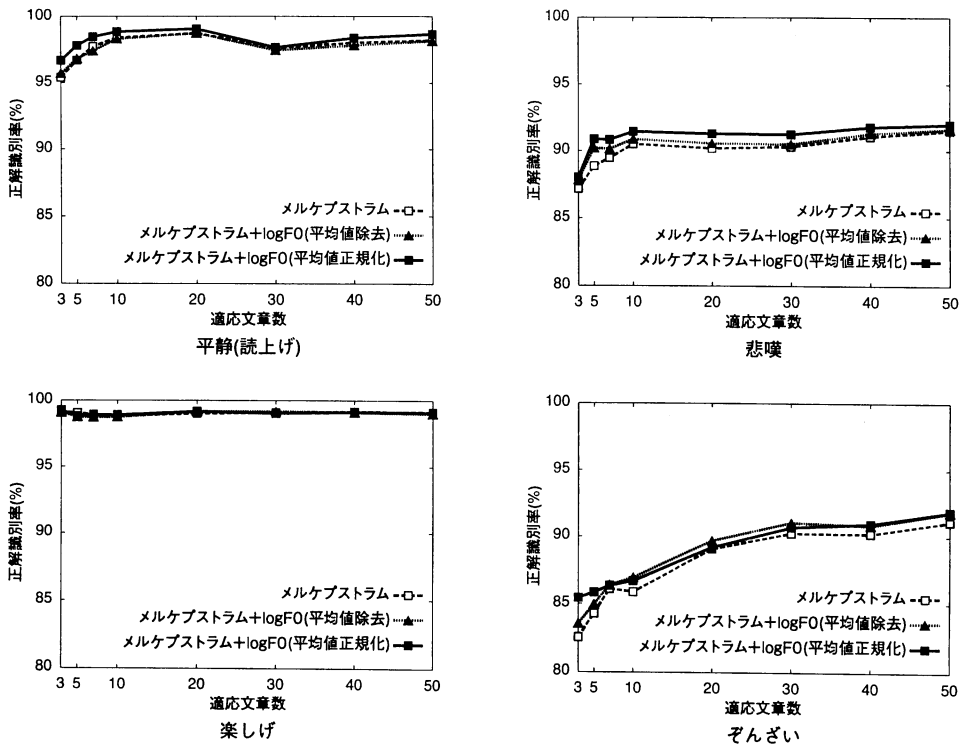 100
95
90
85
80
正解識別率(%)
メルケプストラム
メルケプストラム+logF0(平均値除去)
メルケプストラム+logF0(平均値正規化)
3 5 10 20 30 40 50
適応文章数
平静(読上げ)
100
95
90
85
80
正解識別率(%)
メルケプストラム
メルケプストラム+logF0(平均値除去)
メルケプストラム+logF0(平均値正規化)
3 5 10 20 30 40 50
適応文章数
悲嘆
100
95
90
85
80
正解識別率(%)
メルケプストラム
メルケプストラム+logF0(平均値除去)
メルケプストラム+logF0(平均値正規化)
3 5 10 20 30 40 50
適応文章数
楽しげ
100
95
90
85
80
正解識別率(%)
メルケプストラム
メルケプストラム+logF0(平均値除去)
メルケプストラム+logF0(平均値正規化)
3 5 10 20 30 40 50
適応文章数
ぞんざい